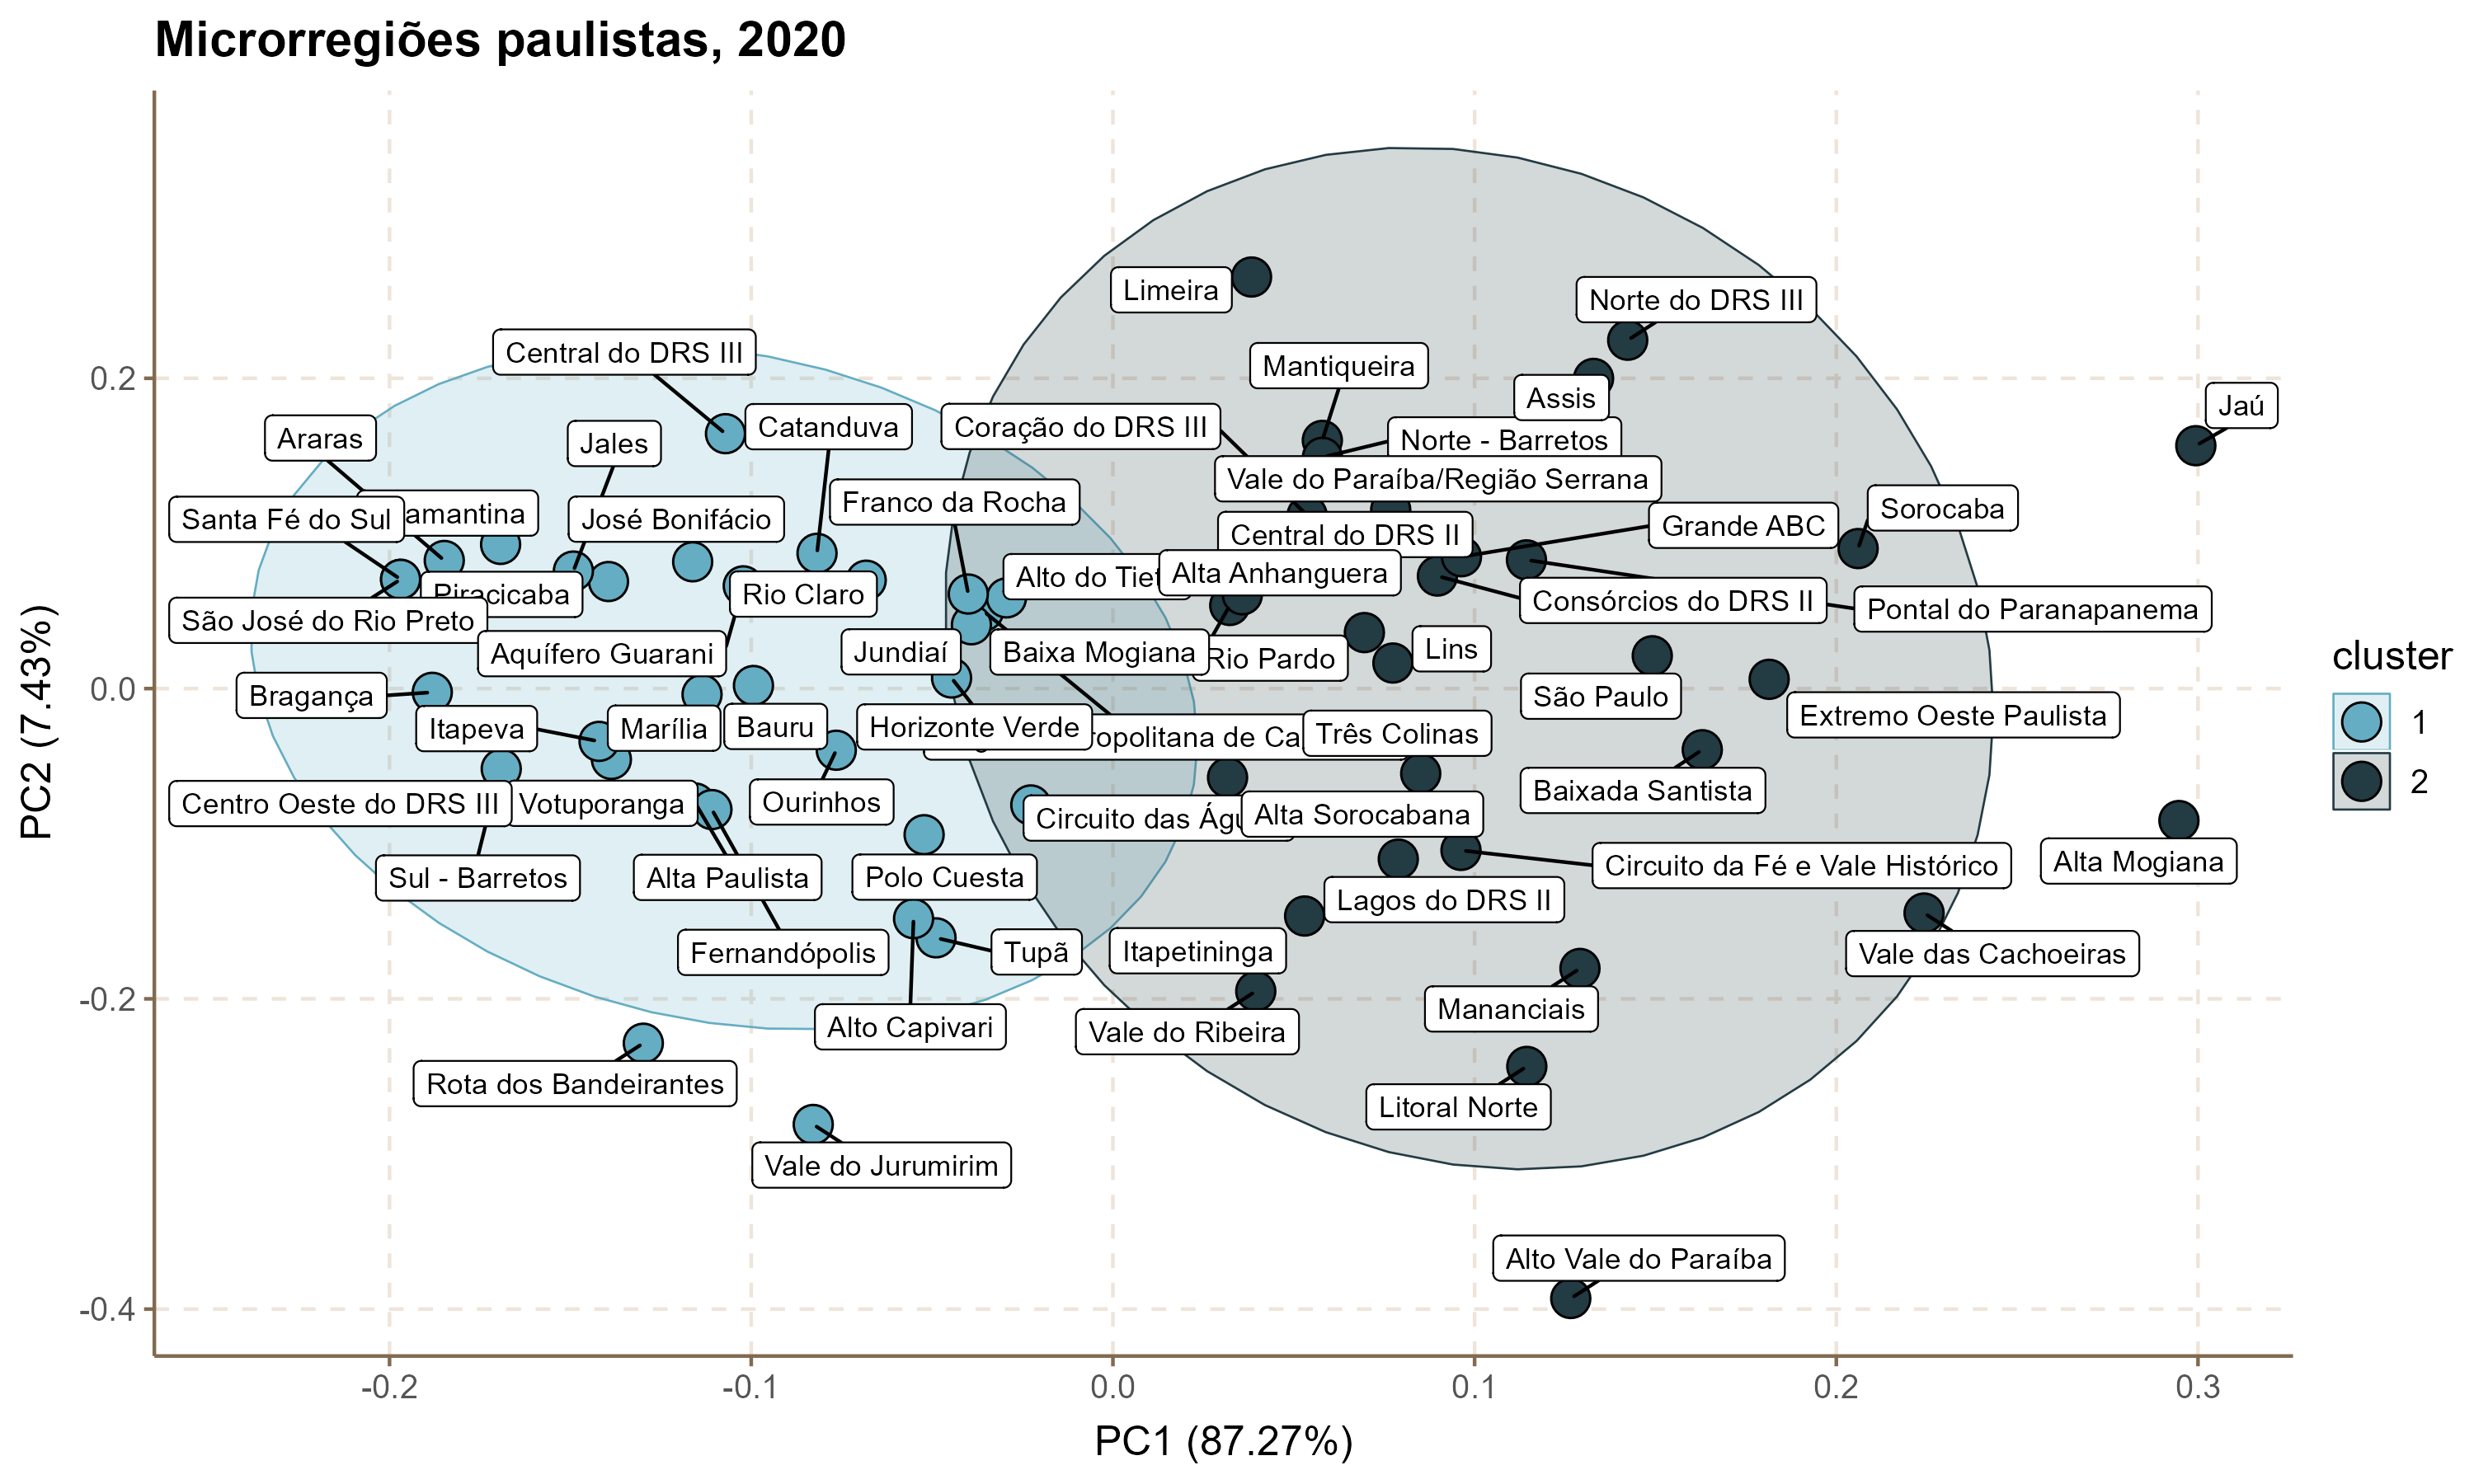 Microrregiões paulistas, 2020
Limeira
Norte do DRS III
Central do DRS III
Mantiqueira
Assis
Jaú
Araras
Jales
Catanduva
Coração do DRS III
Norte - Barretos
Vale do Paraíba/Região Serrana
Santa Fé do Sul
amantina
José Bonifácio
Franco da Rocha
Central do DRS II
Grande ABC
Sorocaba
Alto do
Alta Anhanguera
Piracicaba
Rio Claro
Consórcios do DRS II
Pontal do Paranapanema
São José do Rio Preto
Aquífero Guarani
Jundiaí
Baixa Mogiana
Rio Pardo
Lins
Bragança
São Paulo
Itapeva
Marília
Bauru
Horizonte Verde
ropolitana de Ca
Três Colinas
Extremo Oeste Paulista
Centro Oeste do DRS III
Votuporanga
Ourinhos
Circuito das
Alta Sorocabana
Baixada Santista
Sul - Barretos
Alta Paulista
Polo Cuesta
Lagos do DRS II
Circuito da Fé e Vale Histórico
Alta Mogiana
Fernandópolis
Tupã
Itapetininga
Vale das Cachoeiras
Alto Capivari
Vale do Ribeira
Mananciais
Rota dos Bandeirantes
Litoral Norte
Vale do Jurumirim
Alto Vale do Paraíba
0.2
0.0
-0.2
-0.4
PC2 (7.43%)
-0.2
-0.1
0.0
0.1
0.2
0.3
PC1 (87.27%)
cluster
1
2